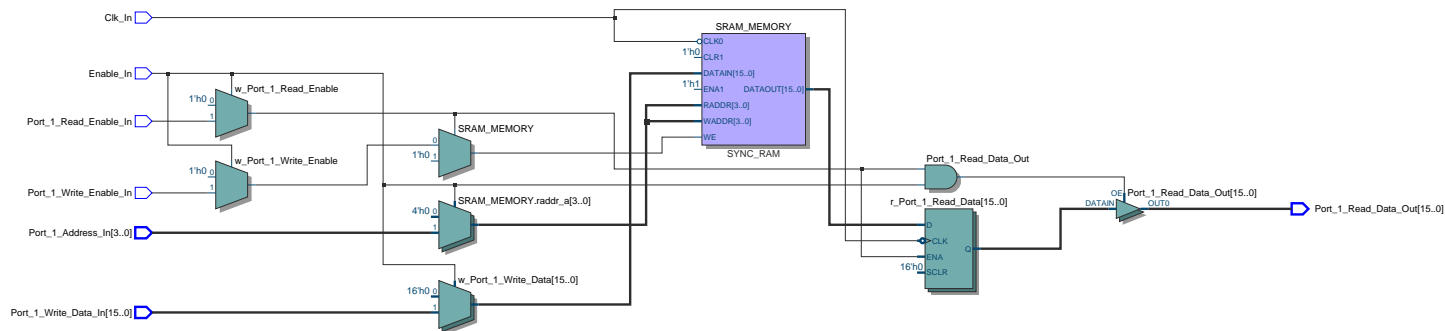 Clk_In
Enable_In
Port_1_Read_Enable_In
Port_1_Write_Enable_In
Port_1_Address_In[3..0]
Port_1_Write_Data_In[15..0]
w_Port_1_Read_Enable
1'h0 0
1
w_Port_1_Write_Enable
1'h0 0
1
SRAM_MEMORY
0
1'h0 1
SRAM_MEMORY.raddr_a[3..0]
4'h0 0
1
w_Port_1_Write_Data[15..0]
16'h0 0
1
SRAM_MEMORY
CLK0
1'h0 CLR1
DATAIN[15..0]
1'h1 ENA1
DATAOUT[15..0]
RADDR[3..0]
WADDR[3..0]
WE
SYNC_RAM
Port_1_Read_Data_Out
r_Port_1_Read_Data[15..0]
D
CLK
Q
ENA
16'h0 SCLR
Port_1_Read_Data_Out[15..0]
OE
DATAIN
OUT0
Port_1_Read_Data_Out[15..0]